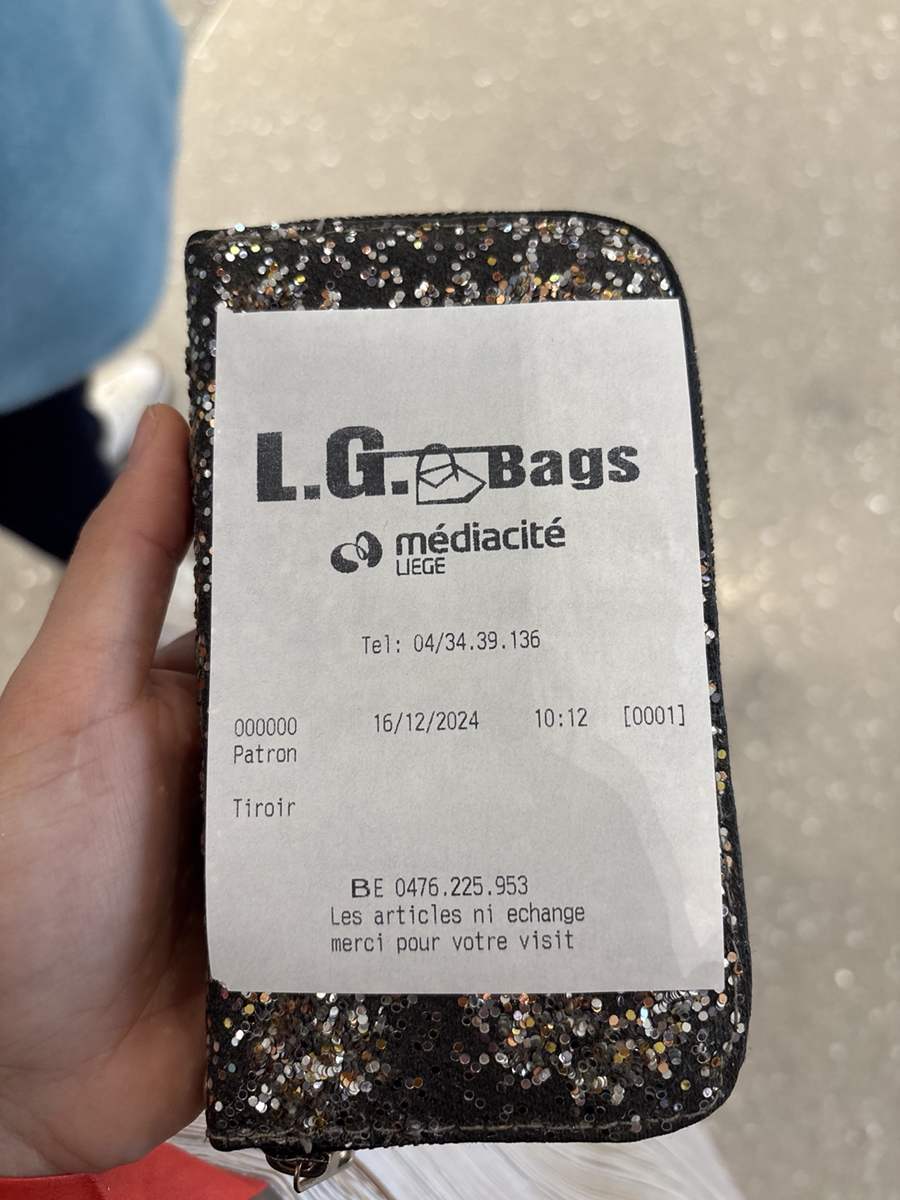 L.G. Bags
médiacité
LIEGE
Tel: 04/34.39.136
000000 16/12/2024 10:12 [0001]
Patron
Tiroir
BE 0476.225.953
Les articles ni echange
merci pour votre visit